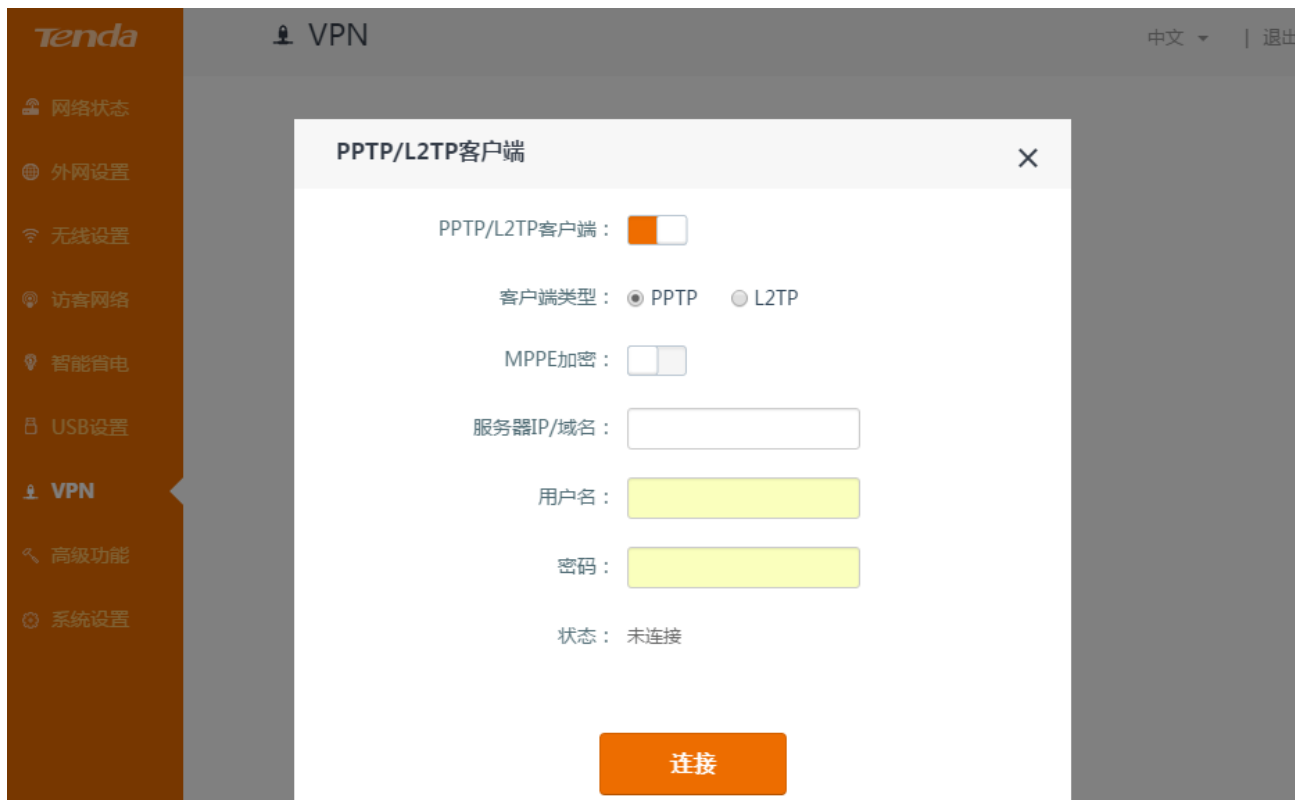 Tenda
VPN
中文 | 退出
网络状态
外网设置
无线设置
访客网络
智能省电
USB设置
VPN
高级功能
系统设置
PPTP/L2TP客户端
PPTP/L2TP客户端：
客户端类型： PPTP L2TP
MPPE加密：
服务器IP/域名：
用户名：
密码：
状态： 未连接
连接